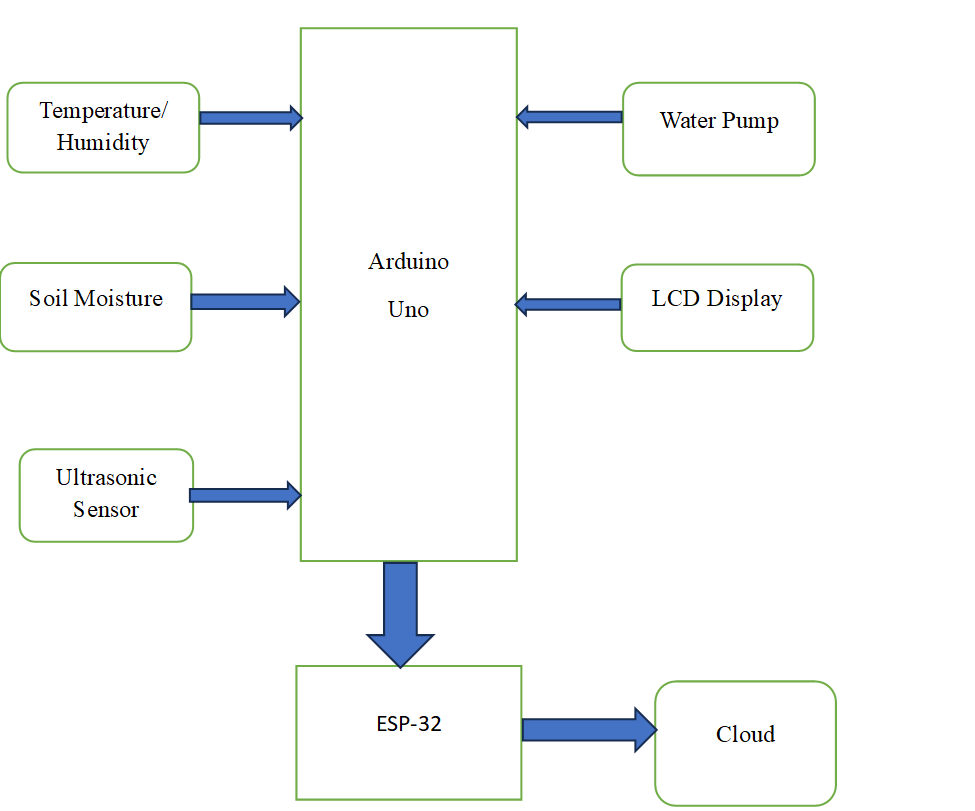 Temperature/
Humidity
Water Pump
Arduino
Uno
Soil Moisture
LCD Display
Ultrasonic
Sensor
ESP-32
Cloud